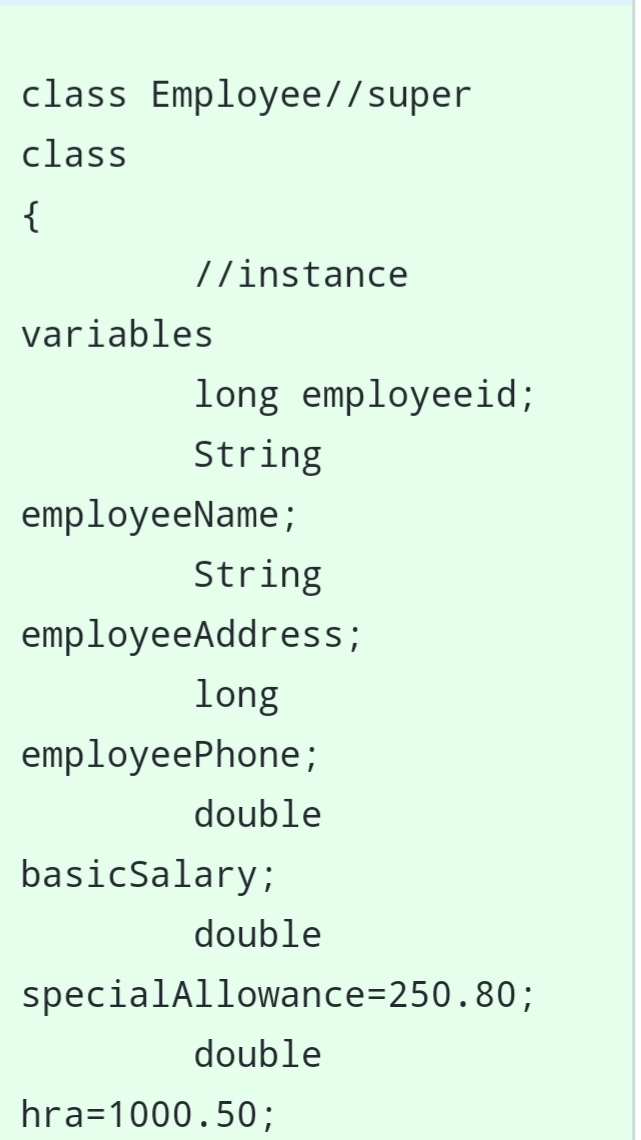 class Employee//super
class
{
//instance
variables
long employeeid;
String
employeeName;
String
employeeAddress;
long
employeePhone;
double
basicSalary;
double
specialAllowance=250.80;
double
hra=1000.50;